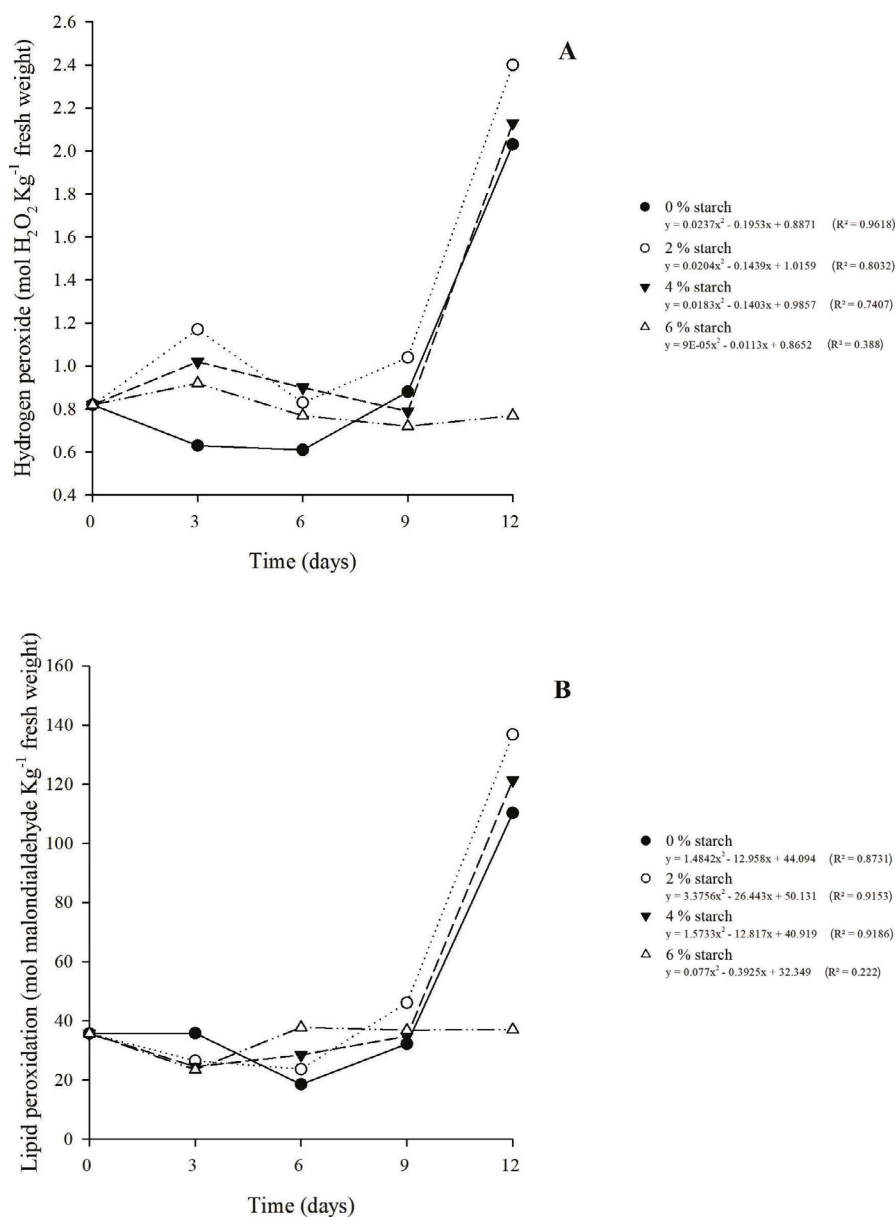 A
2.6
2.4
2.2
2.0
1.8
1.6
1.4
1.2
1.0
0.8
0.6
0.4
Hydrogen peroxide (mol H₂O₂ Kg⁻¹ fresh weight)
0 3 6 9 12
Time (days)
0 % starch
y = 0.0237x² - 0.1953x + 0.8871 (R² = 0.9618)
2 % starch
y = 0.0204x² - 0.1439x + 1.0159 (R² = 0.8032)
4 % starch
y = 0.0183x² - 0.1403x + 0.9857 (R² = 0.7407)
6 % starch
y = 9E-05x² - 0.0113x + 0.8652 (R² = 0.388)
B
160
140
120
100
80
60
40
20
0
Lipid peroxidation (mol malondialdehyde Kg⁻¹ fresh weight)
0 3 6 9 12
Time (days)
0 % starch
y = 1.4842x² - 12.958x + 44.094 (R² = 0.8731)
2 % starch
y = 3.3756x² - 26.443x + 50.131 (R² = 0.9153)
4 % starch
y = 1.5733x² - 12.817x + 40.919 (R² = 0.9186)
6 % starch
y = 0.077x² - 0.3925x + 32.349 (R² = 0.222)